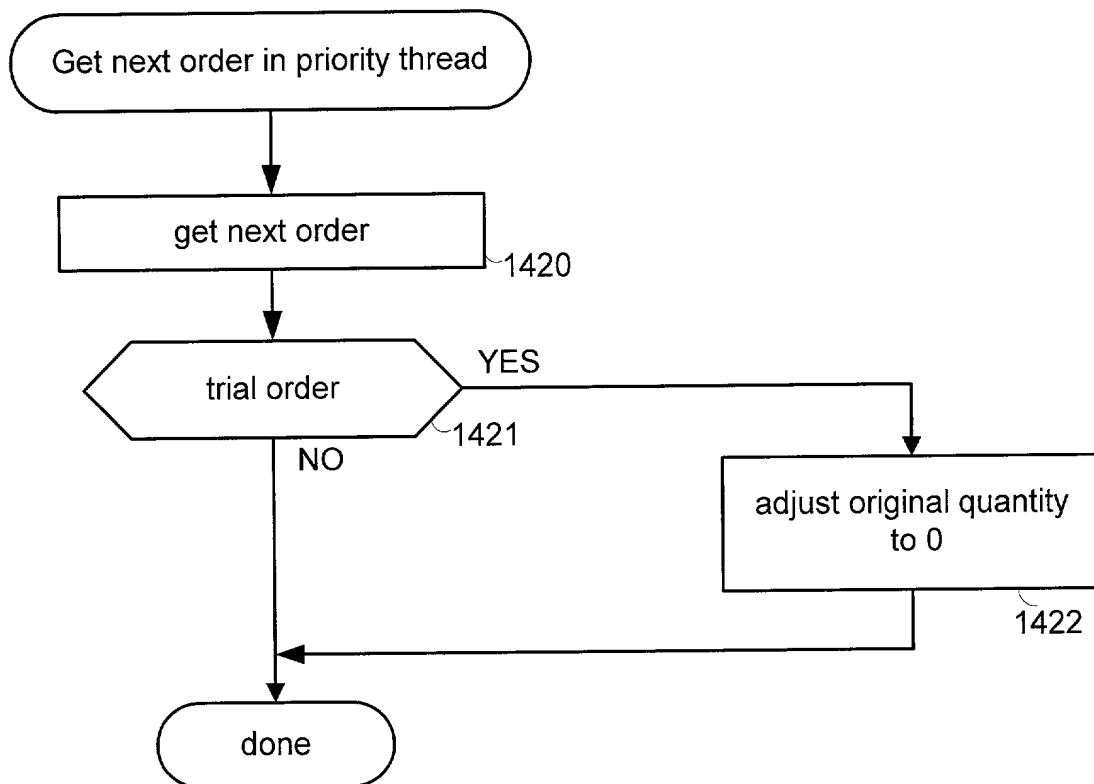 Get next order in priority thread
get next order
1420
trial order
YES
1421
NO
adjust original quantity
to 0
1422
done